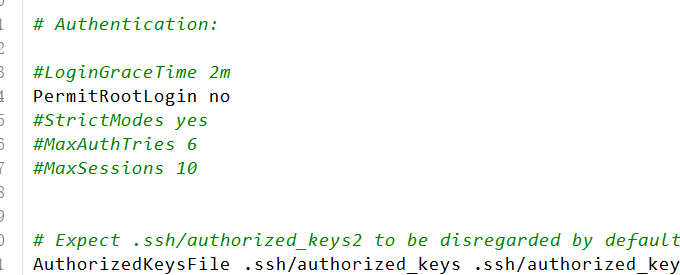 # Authentication:
#LoginGraceTime 2m
PermitRootLogin no
#StrictModes yes
#MaxAuthTries 6
#MaxSessions 10
# Expect .ssh/authorized_keys2 to be disregarded by default
AuthorizedKeysFile .ssh/authorized_keys .ssh/authorized_key